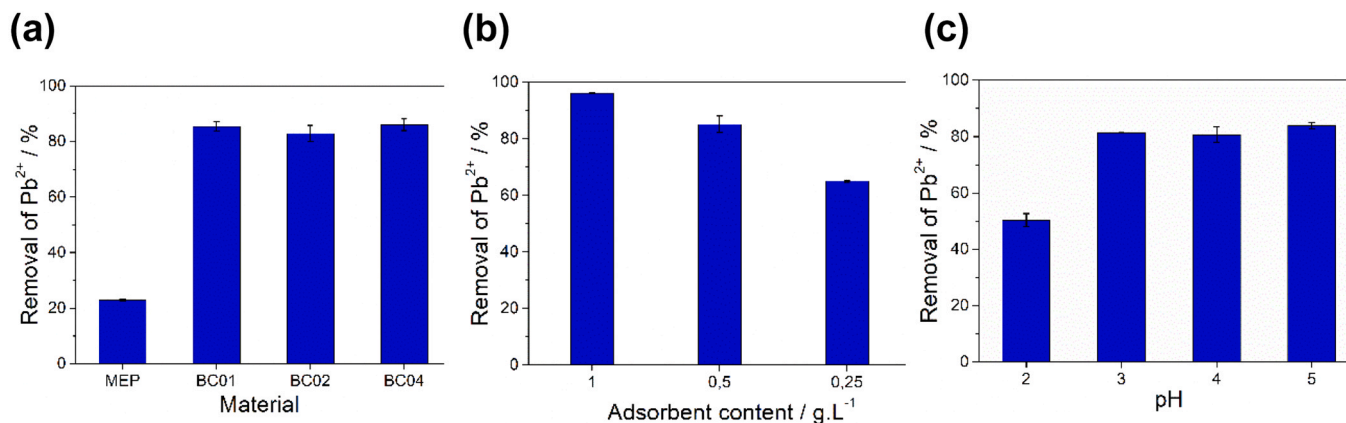 (a)
Removal of Pb²⁺ / %
100
80
60
40
20
0
MEP BC01 BC02 BC04
Material
(b)
Removal of Pb²⁺ / %
100
80
60
40
20
0
1 0,5 0,25
Adsorbent content / g.L⁻¹
(c)
Removal of Pb²⁺ / %
100
80
60
40
20
0
2 3 4 5
pH